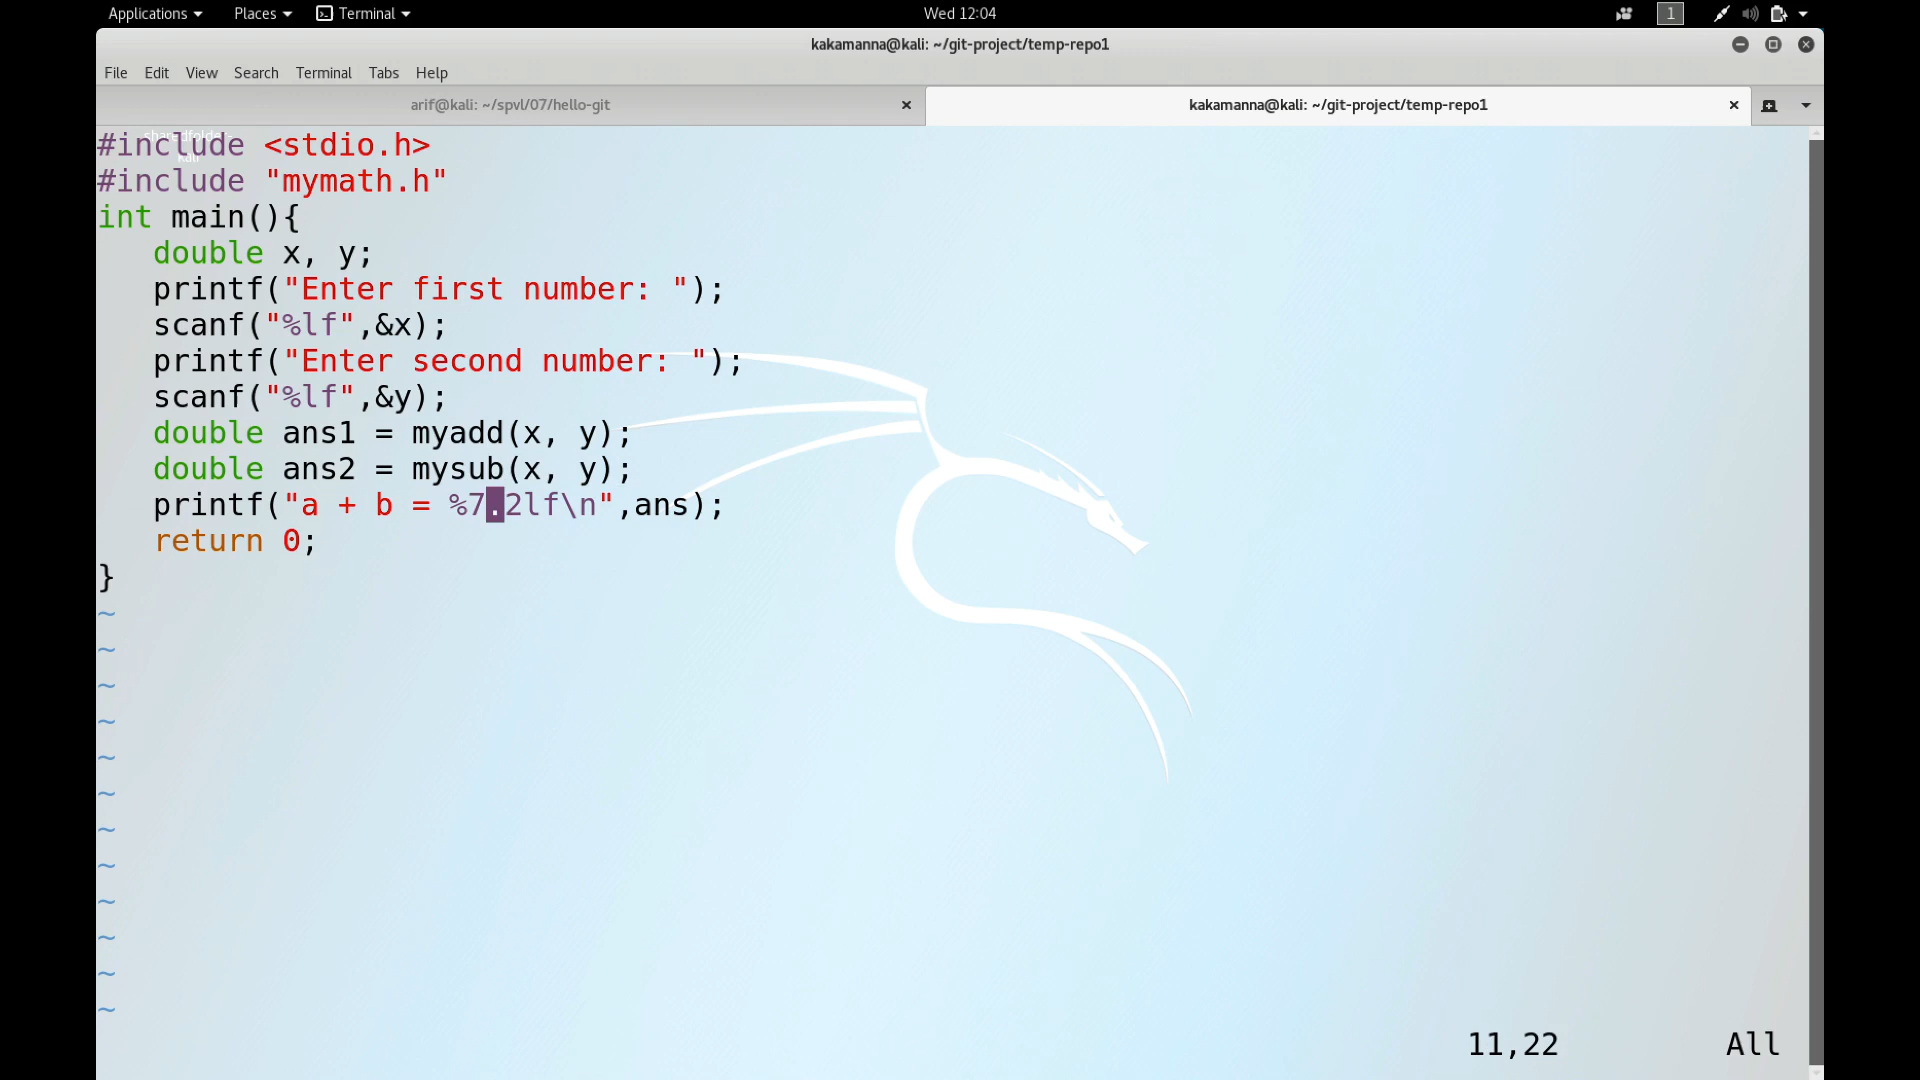 Applications Places Terminal Wed 12:04 1
kakamanna@kali: ~/git-project/temp-repo1
File Edit View Search Terminal Tabs Help
arif@kali: ~/spvl/07/hello-git kakamanna@kali: ~/git-project/temp-repo1
#include <stdio.h>
#include "mymath.h"
int main(){
   double x, y;
   printf("Enter first number: ");
   scanf("%lf",&x);
   printf("Enter second number: ");
   scanf("%lf",&y);
   double ans1 = myadd(x, y);
   double ans2 = mysub(x, y);
   printf("a + b = %7.2lf\n",ans);
   return 0;
}
~
~
~
~
~
~
~
~
~
~
~
~
11,22 All